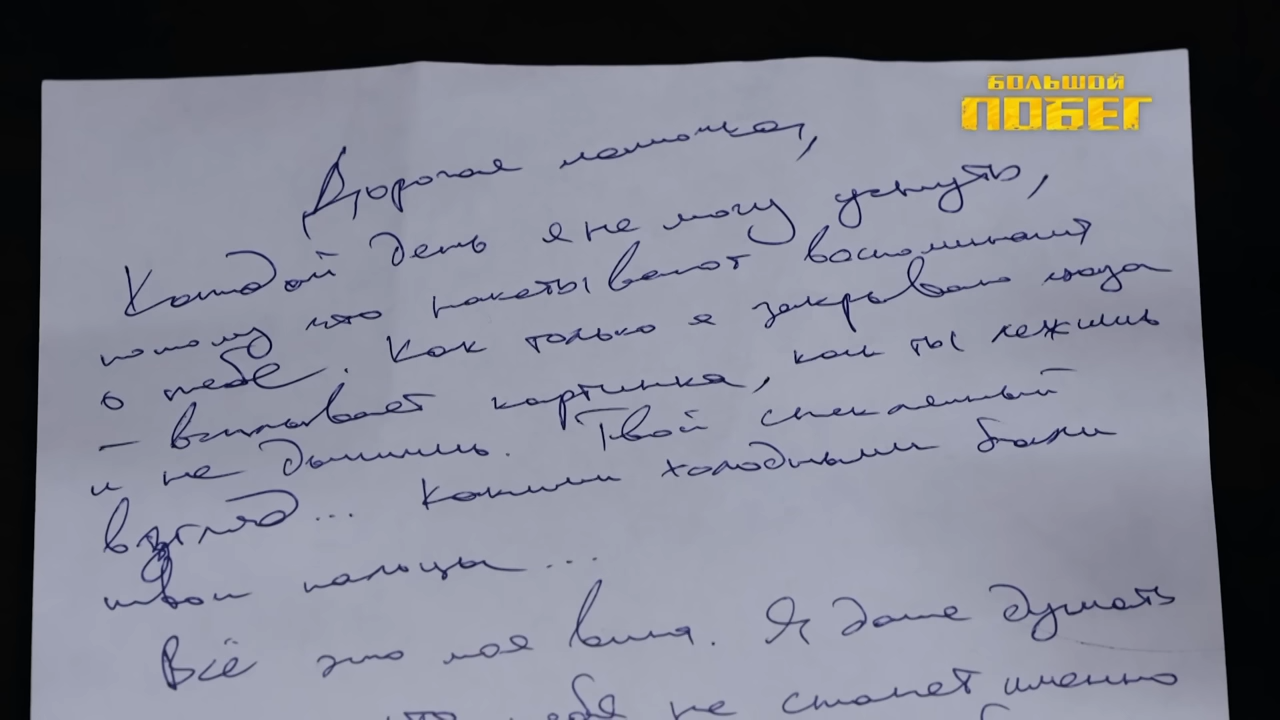 БОЛЬШОЙ
ПОБЕГ
Дорогая мамочка,
Каждый день я не могу уснуть,
потому что накатывают воспоминания
о тебе. Как только я закрываю глаза
– всплывает картинка, как ты лежишь
и не дышишь. Твой стеклянный
взгляд... Какими холодными были
твои пальцы...
Всё это моя вина. Я даже думать
что тебя не станет именно